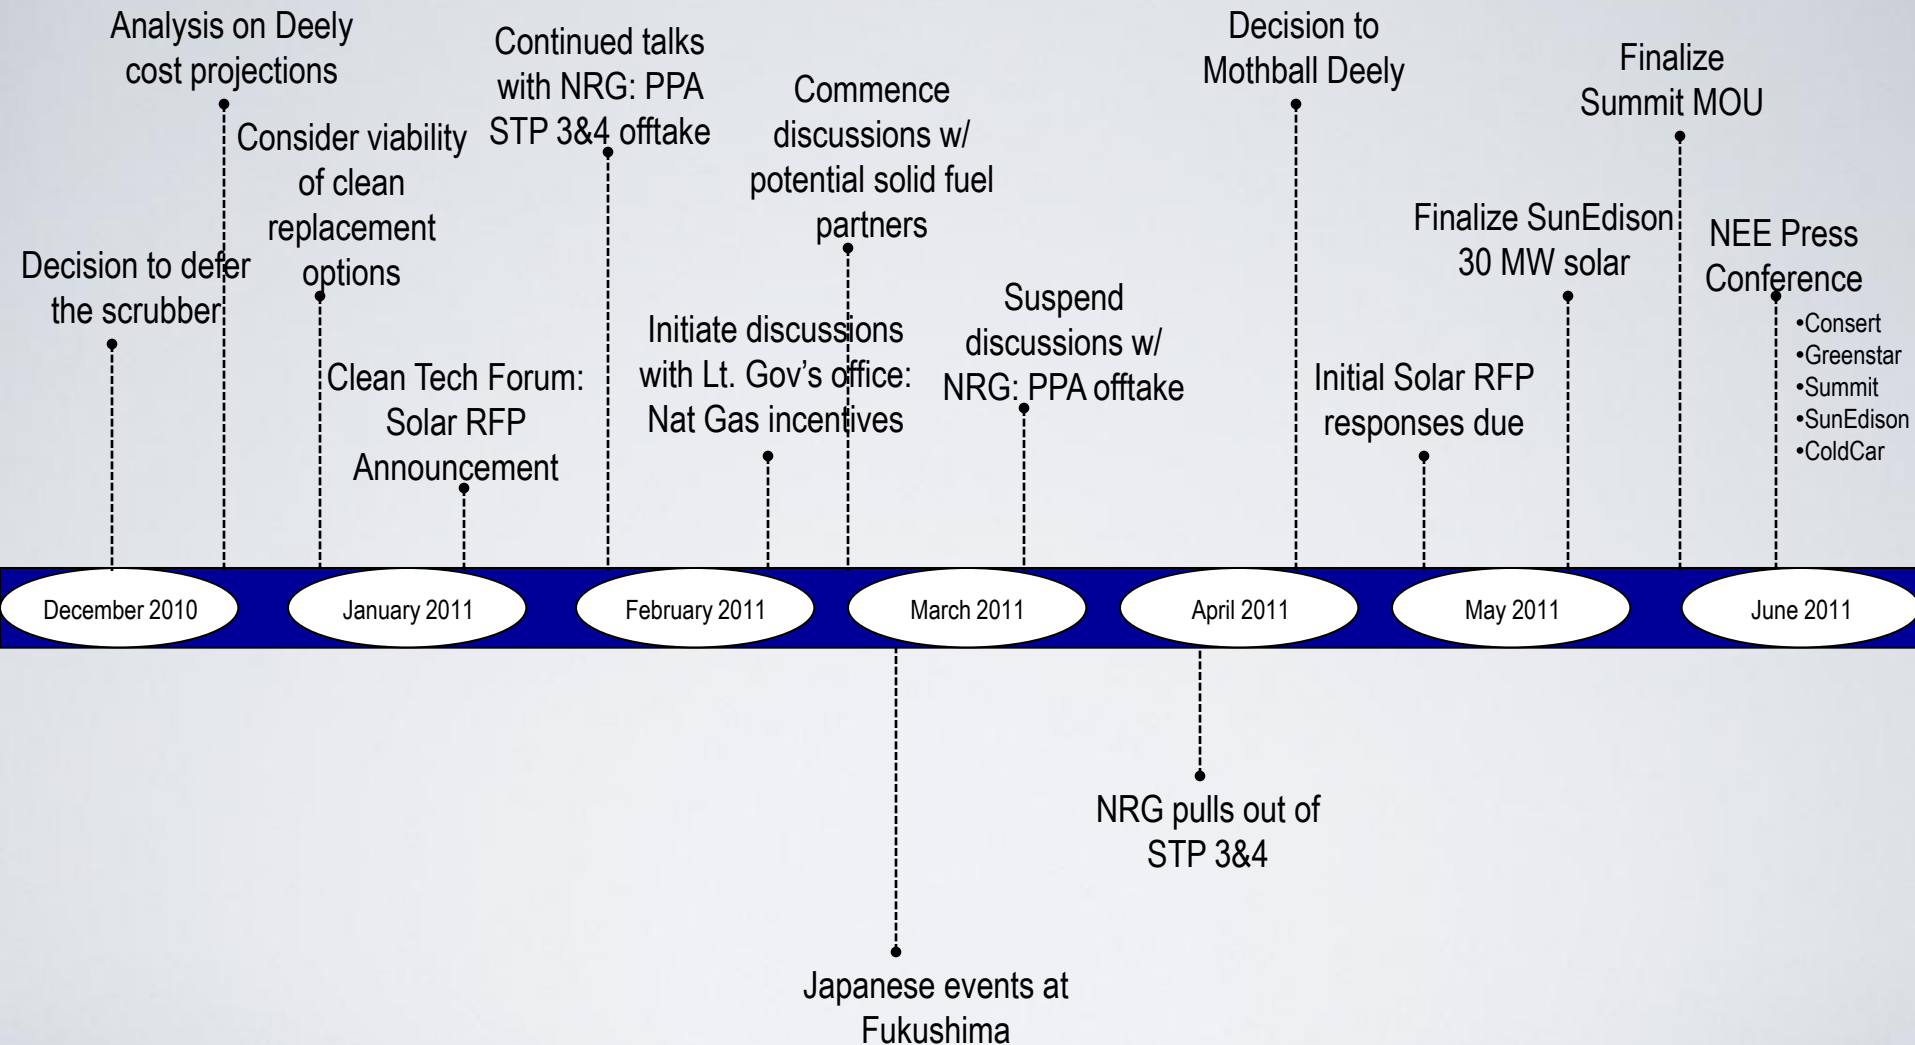 Analysis on Deely
cost projections
Continued talks
with NRG: PPA
STP 3&4 offtake
Decision to
Mothball Deely
Finalize
Summit MOU
Consider viability
of clean
replacement
options
Commence
discussions w/
potential solid fuel
partners
Decision to defer
the scrubber
Finalize SunEdison
30 MW solar
NEE Press
Conference
•Consert
•Greenstar
•Summit
•SunEdison
•ColdCar
Clean Tech Forum:
Solar RFP
Announcement
Initiate discussions
with Lt. Gov’s office:
Nat Gas incentives
Suspend
discussions w/
NRG: PPA offtake
Initial Solar RFP
responses due
December 2010
January 2011
February 2011
March 2011
April 2011
May 2011
June 2011
NRG pulls out of
STP 3&4
Japanese events at
Fukushima